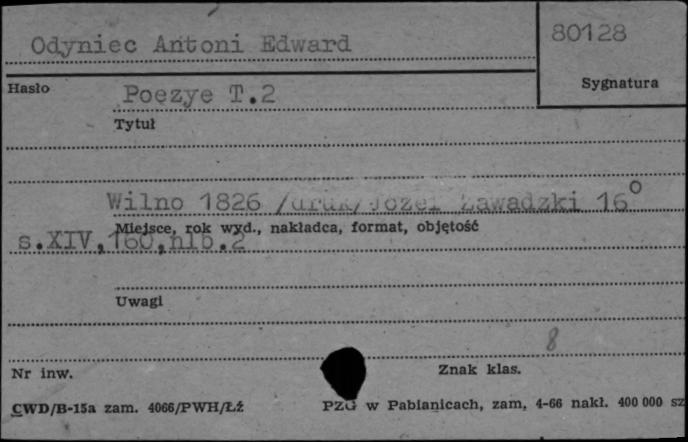 Odyniec Antoni Edward
80128
Hasło
Sygnatura
Poezye T.2
Tytuł
Wilno 1826 /druk/Józef Zawadzki 16°
Miejsce, rok wyd., nakładca, format, objętość
s.XIV,160,nlb.2
Uwagi
8
Nr inw.
Znak klas.
CWD/B-15a zam. 4066/PWH/Łź
PZG w Pabianicach, zam, 4-66 nakł. 400 000 sz